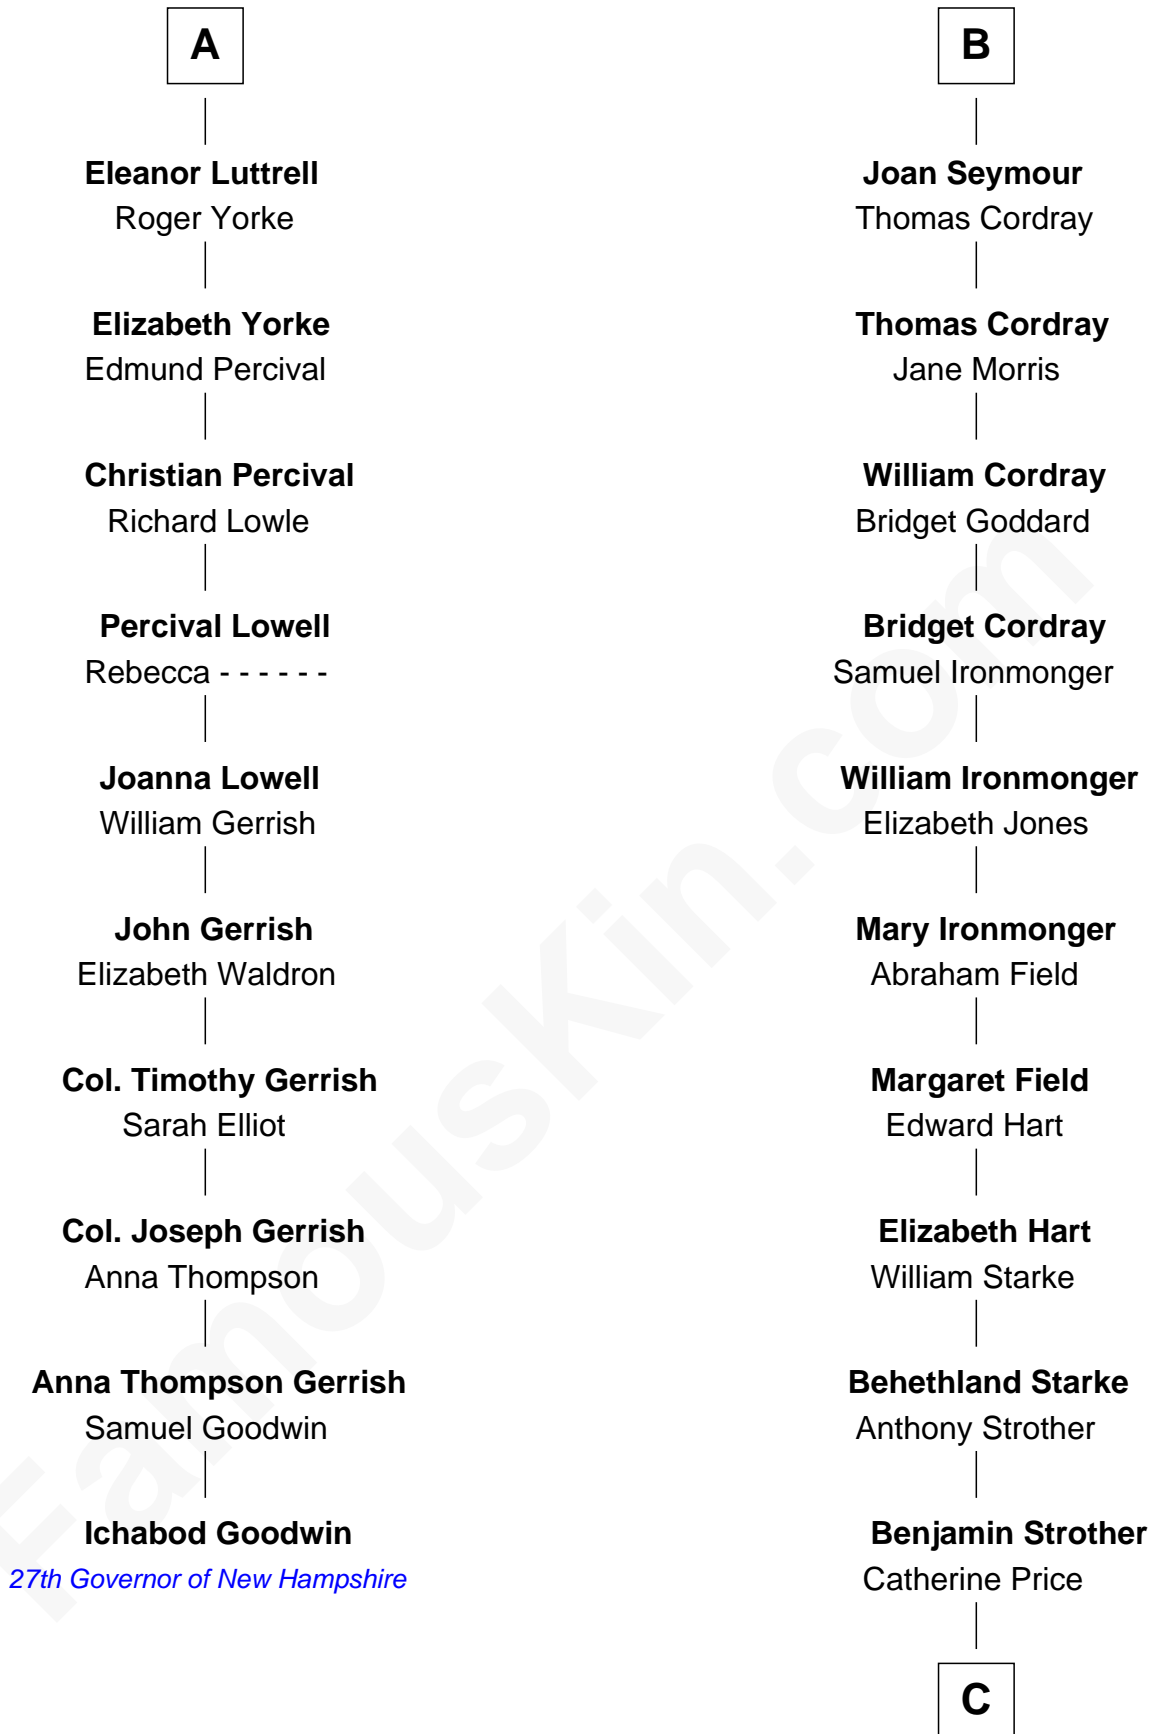 A
Eleanor Luttrell
Roger Yorke
Elizabeth Yorke
Edmund Percival
Christian Percival
Richard Lowle
Percival Lowell
Rebecca - - - - - -
Joanna Lowell
William Gerrish
John Gerrish
Elizabeth Waldron
Col. Timothy Gerrish
Sarah Elliot
Col. Joseph Gerrish
Anna Thompson
Anna Thompson Gerrish
Samuel Goodwin
Ichabod Goodwin
27th Governor of New Hampshire
B
Joan Seymour
Thomas Cordray
Thomas Cordray
Jane Morris
William Cordray
Bridget Goddard
Bridget Cordray
Samuel Ironmonger
William Ironmonger
Elizabeth Jones
Mary Ironmonger
Abraham Field
Margaret Field
Edward Hart
Elizabeth Hart
William Starke
Behethland Starke
Anthony Strother
Benjamin Strother
Catherine Price
C
FamousKin.com